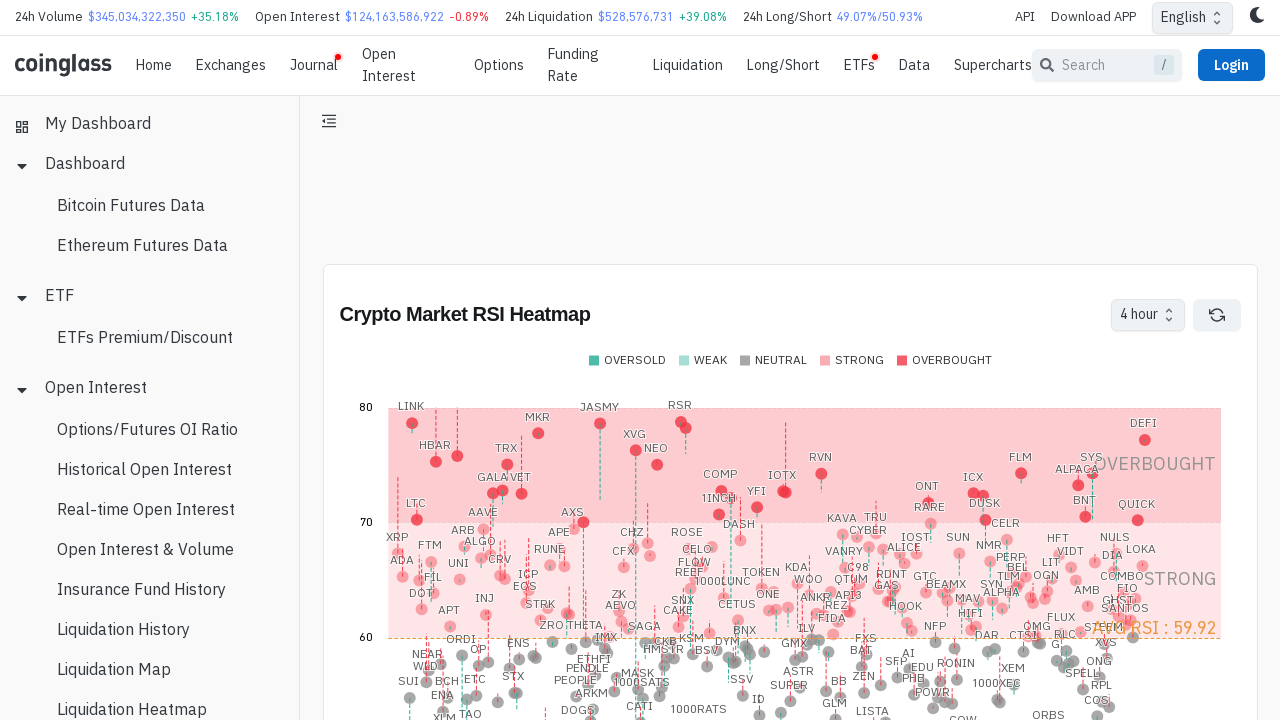 24h Volume $345,034,322,350 +35.18% Open Interest $124,163,586,922 -0.89% 24h Liquidation $528,576,731 +39.08% 24h Long/Short 49.07%/50.93% API Download APP English
coinglass Home Exchanges Journal Open Interest Options Funding Rate Liquidation Long/Short ETFs Data Supercharts Search / Login
My Dashboard
Dashboard
Bitcoin Futures Data
Ethereum Futures Data
ETF
ETFs Premium/Discount
Open Interest
Options/Futures OI Ratio
Historical Open Interest
Real-time Open Interest
Open Interest & Volume
Insurance Fund History
Liquidation History
Liquidation Map
Liquidation Heatmap
Crypto Market RSI Heatmap 4 hour
OVERSOLD WEAK NEUTRAL STRONG OVERBOUGHT
80 LINK JASMY RSR
MKR DEFI
HBAR TRX XVG NEO RVN FLM SYS
OVERBOUGHT
GALA VET COMP IOTX ICX ALPACA
LTC 1INCH YFI ONT DUSK BNT QUICK
AAVE AXS RARE
70 DASH KAVA TRU CELR
XRP ARB APE CHZ ROSE CYBER IOST SUN HFT NULS
FTM ALGO RUNE CFX CELO VANRY ALICE NMR VIDT LOKA
ADA UNI CRV FLOW KDA C98 PERP LIT DIA
FIL ICP REEF TOKEN WOO QTUM RUNT GTC BEL OGN COMBO STRONG
DOT EOS 1000LUNC GAS BEAMX SYN TLM AMB FIO
APT INJ STRK ZK AEVO SNX CAKE CETUS ONE ANKR API3 REZ HOOK MAV ALPHA GHST SANTOS
ZRO THETA SAGA FIDA HIFI FLUX
60 BNX NFP OMG STEEM AVG RSI : 59.92
ORDI ENS IMX CKB KSM DYM ILV GMX FXS DAR CTSI RLC XVS
NEAR OP ETHFI HMSTR BSV BAT AI
WLD STX PENDLE ASTR SFP EDU RONIN XEM ONG
SUI BCH ETC PEOPLE MASK 1000SATS SSV SUPER BB ZEN PHB 1000XEC SPELL RPL
ENA ARKM CATI ID GLM POWR COS
XLM TAO DOGS 1000RATS LISTA COW ORBS